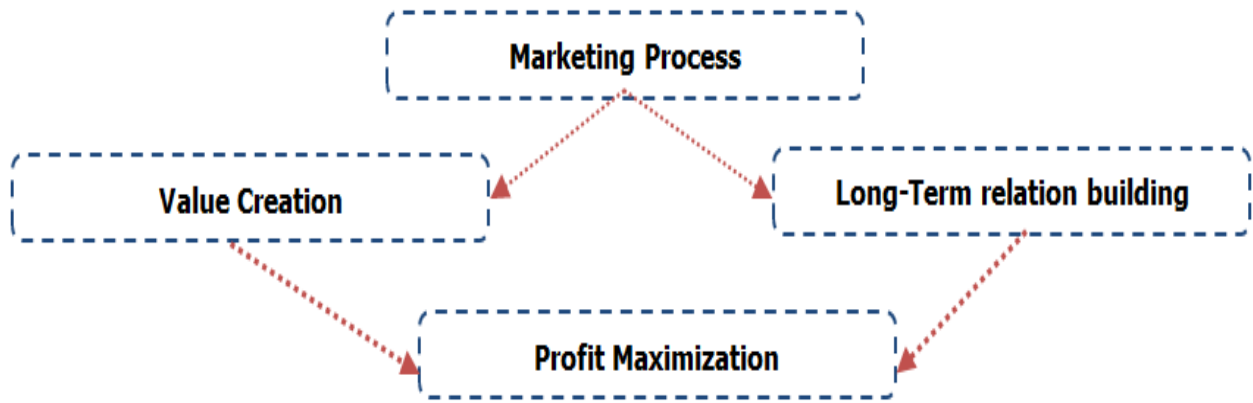 Marketing Process
Value Creation
Long-Term relation building
Profit Maximization